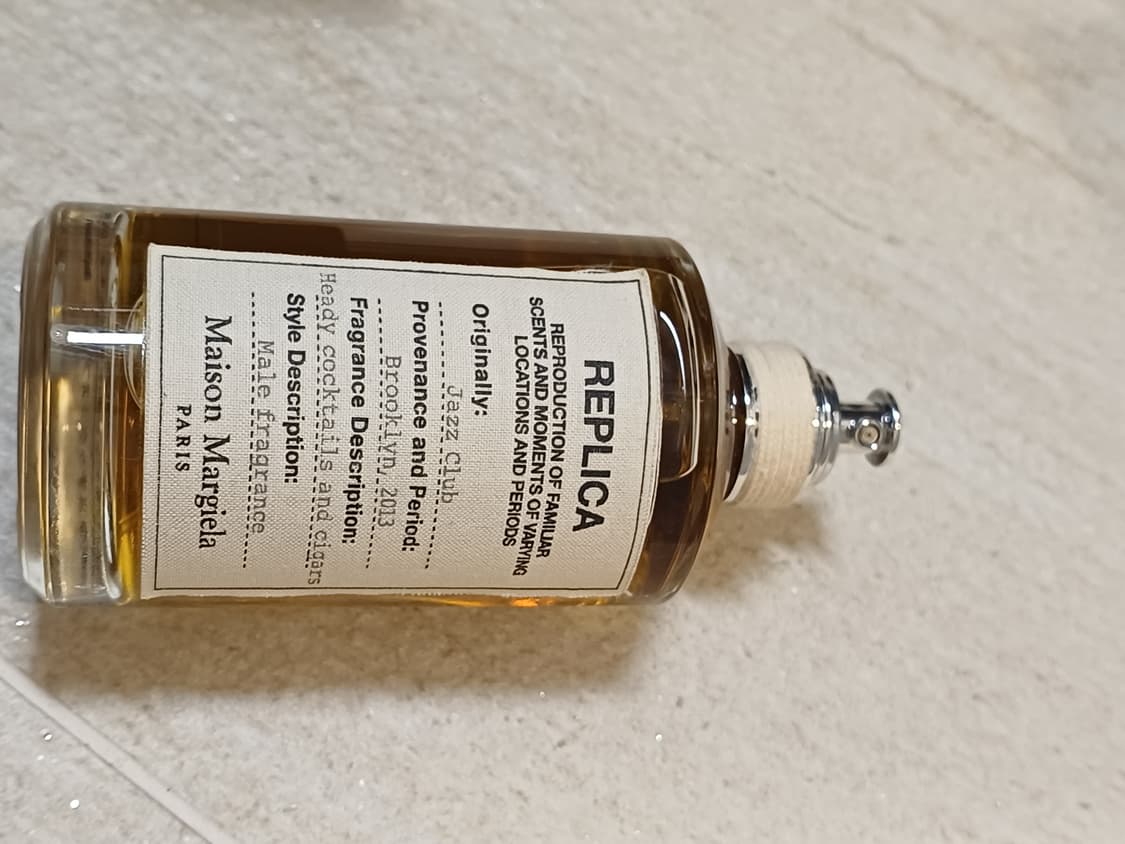 REPLICA
REPRODUCTION OF FAMILIAR
SCENTS AND MOMENTS OF VARYING
LOCATIONS AND PERIODS
Originally:
Jazz Club
Provenance and Period:
Brooklyn, 2013
Fragrance Description:
Heady cocktails and cigars
Style Description:
Male fragrance
Maison Margiela
PARIS